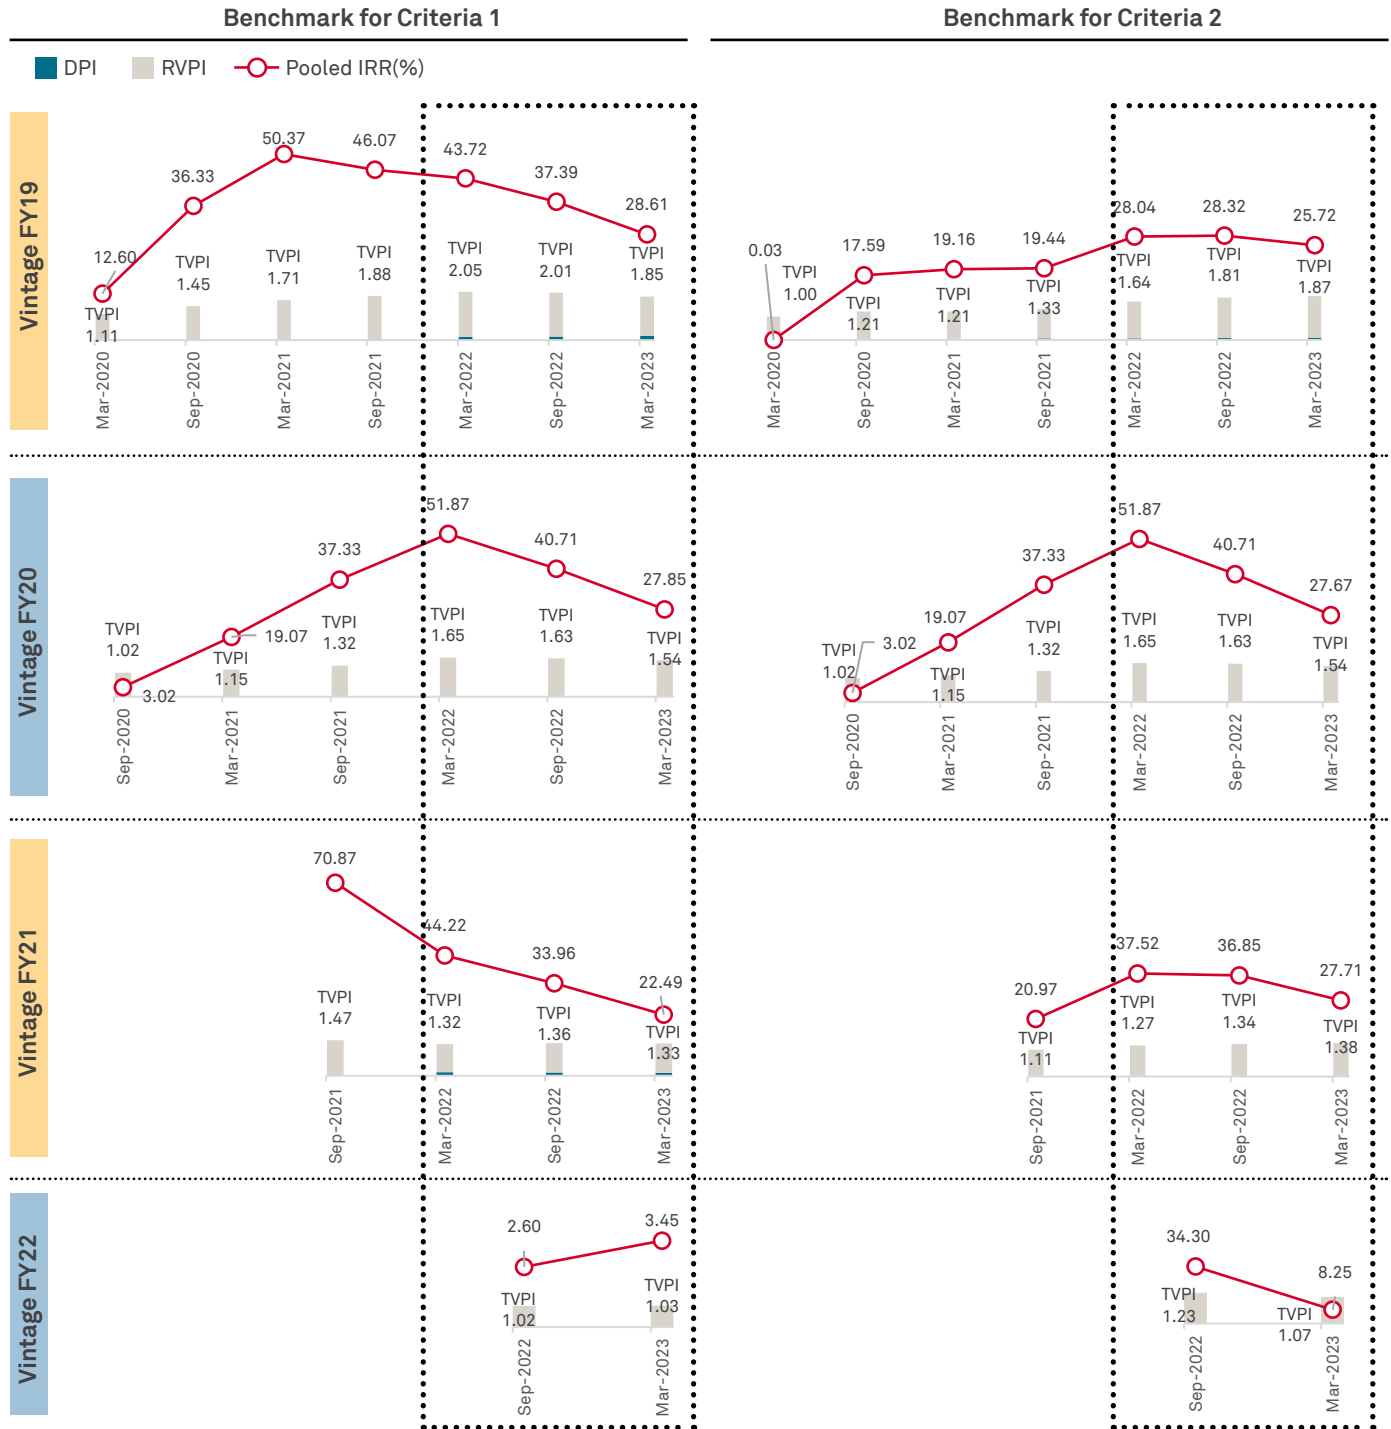 Benchmark for Criteria 1
Benchmark for Criteria 2
DPI
RVPI
Pooled IRR(%)
Vintage FY19
12.60
36.33
50.37
46.07
43.72
37.39
28.61
TVPI
1.11
TVPI
1.45
TVPI
1.71
TVPI
1.88
TVPI
2.05
TVPI
2.01
TVPI
1.85
Mar-2020
Sep-2020
Mar-2021
Sep-2021
Mar-2022
Sep-2022
Mar-2023
0.03
17.59
19.16
19.44
28.04
28.32
25.72
TVPI
1.00
TVPI
1.21
TVPI
1.21
TVPI
1.33
TVPI
1.64
TVPI
1.81
TVPI
1.87
Mar-2020
Sep-2020
Mar-2021
Sep-2021
Mar-2022
Sep-2022
Mar-2023
Vintage FY20
3.02
19.07
37.33
51.87
40.71
27.85
TVPI
1.02
TVPI
1.15
TVPI
1.32
TVPI
1.65
TVPI
1.63
TVPI
1.54
Sep-2020
Mar-2021
Sep-2021
Mar-2022
Sep-2022
Mar-2023
3.02
19.07
37.33
51.87
40.71
27.67
TVPI
1.02
TVPI
1.15
TVPI
1.32
TVPI
1.65
TVPI
1.63
TVPI
1.54
Sep-2020
Mar-2021
Sep-2021
Mar-2022
Sep-2022
Mar-2023
Vintage FY21
70.87
44.22
33.96
22.49
TVPI
1.47
TVPI
1.32
TVPI
1.36
TVPI
1.33
Sep-2021
Mar-2022
Sep-2022
Mar-2023
20.97
37.52
36.85
27.71
TVPI
1.11
TVPI
1.27
TVPI
1.34
TVPI
1.38
Sep-2021
Mar-2022
Sep-2022
Mar-2023
Vintage FY22
2.60
3.45
TVPI
1.02
TVPI
1.03
Sep-2022
Mar-2023
34.30
8.25
TVPI
1.23
TVPI
1.07
Sep-2022
Mar-2023